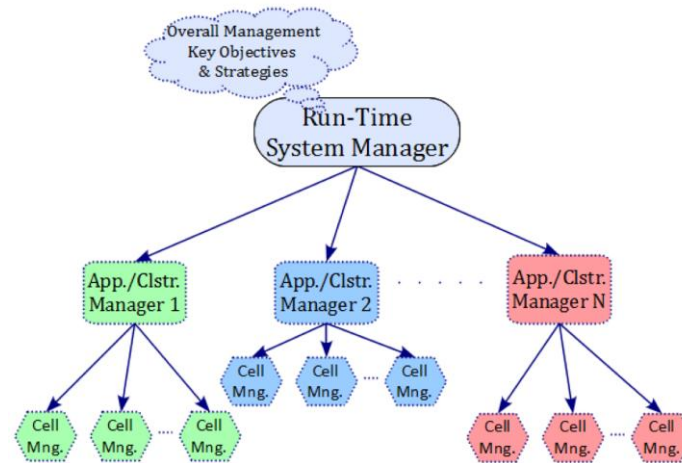 Overall Management
Key Objectives
& Strategies
Run-Time
System Manager
App./Clstr.
Manager 1
App./Clstr.
Manager 2
. . . . .
App./Clstr.
Manager N
Cell
Mng.
Cell
Mng.
....
Cell
Mng.
Cell
Mng.
Cell
Mng.
...
Cell
Mng.
Cell
Mng.
Cell
Mng.
....
Cell
Mng.